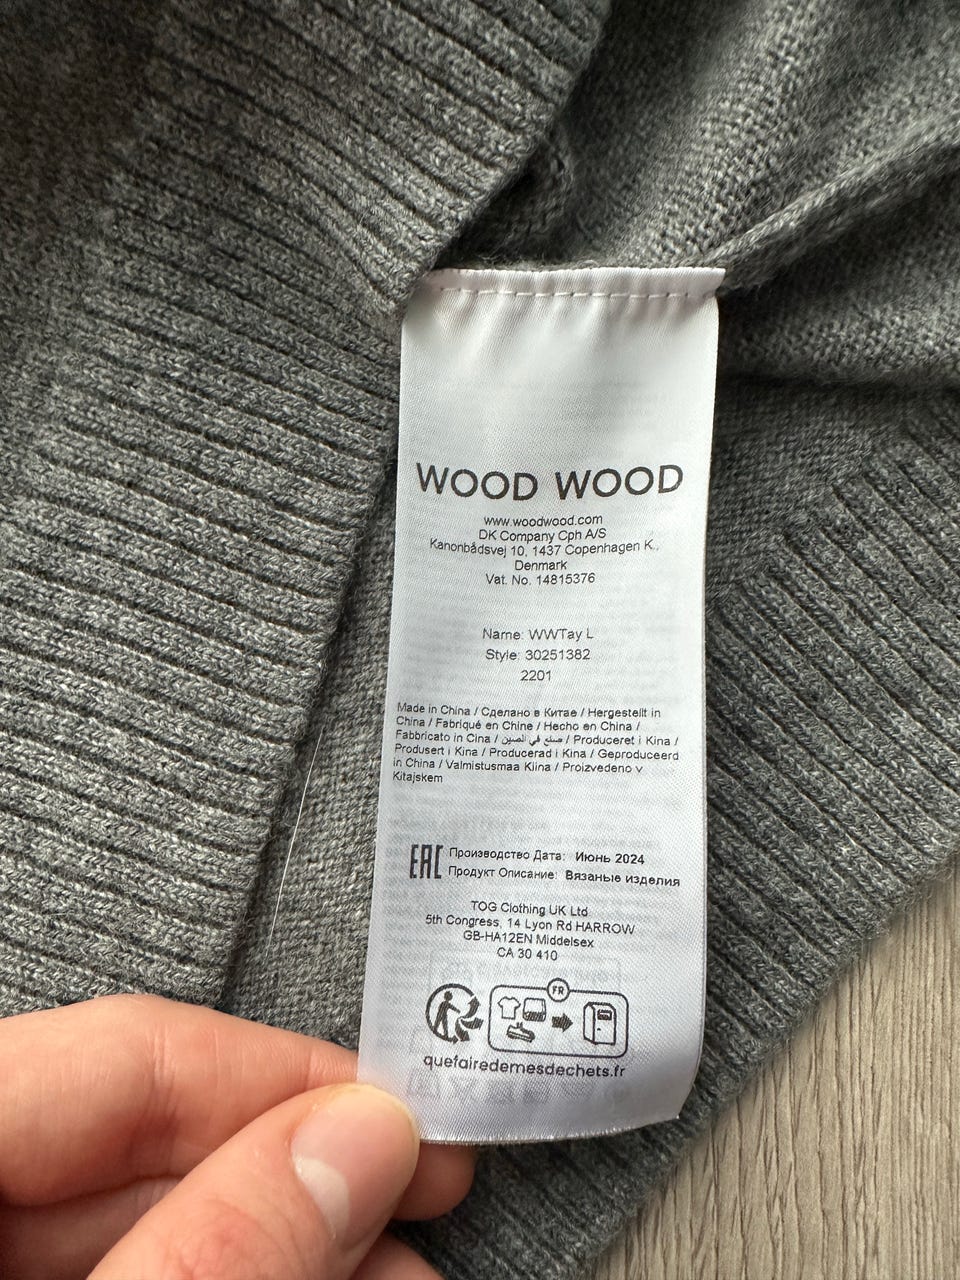 WOOD WOOD
www.woodwood.com
DK Company Cph A/S
Kanonbådsvej 10, 1437 Copenhagen K.,
Denmark
Vat. No. 14815376
Name: WWTay L
Style: 30251382
2201
Made in China / Сделано в Китае / Hergestellt in
China / Fabriqué en Chine / Hecho en China /
Fabbricato in Cina / صنع في الصين / Produceret i Kina /
Produsert i Kina / Producerad i Kina / Geproduceerd
in China / Valmistusmaa Kiina / Proizvedeno v
Kitajskem
EAC Производство Дата: Июнь 2024
Продукт Описание: Вязаные изделия
TOG Clothing UK Ltd
5th Congress, 14 Lyon Rd HARROW
GB-HA12EN Middelsex
CA 30 410
FR
quefairedemesdechets.fr